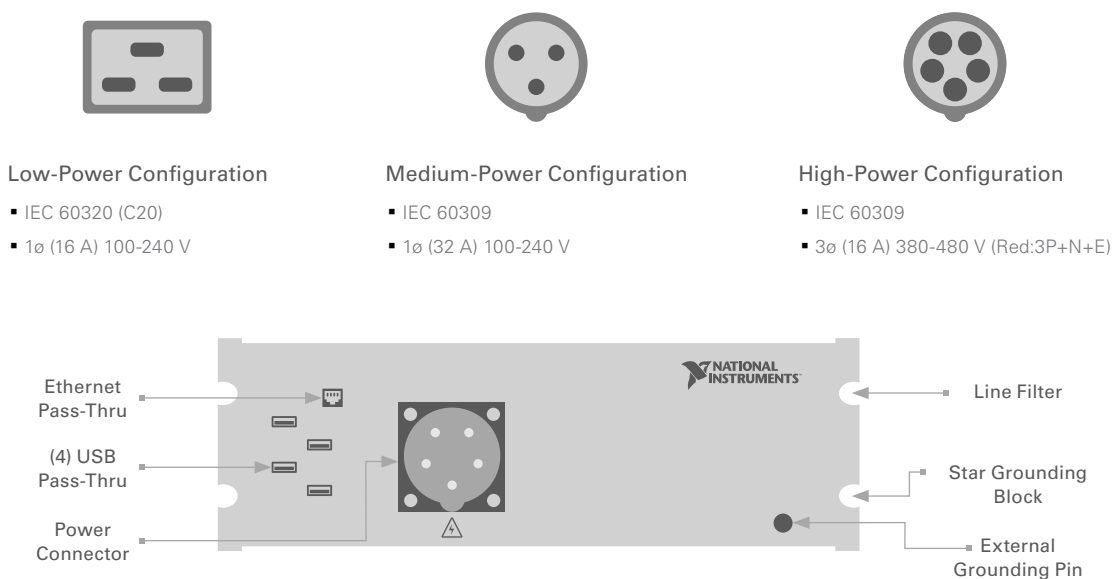 Low-Power Configuration
▪ IEC 60320 (C20)
▪ 1ø (16 A) 100-240 V
Medium-Power Configuration
▪ IEC 60309
▪ 1ø (32 A) 100-240 V
High-Power Configuration
▪ IEC 60309
▪ 3ø (16 A) 380-480 V (Red:3P+N+E)
NATIONAL
INSTRUMENTS™
Ethernet
Pass-Thru
(4) USB
Pass-Thru
Power
Connector
Line Filter
Star Grounding
Block
External
Grounding Pin